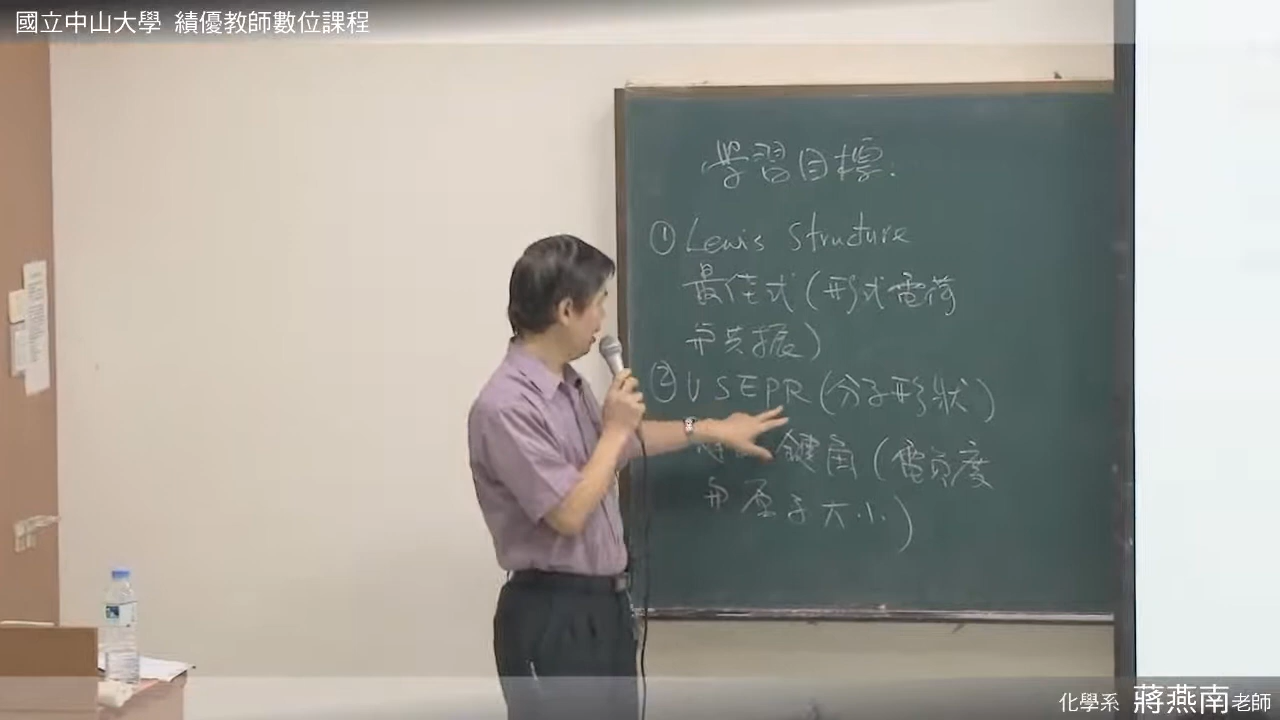 國立中山大學 績優教師數位課程
學習目標.
① Lewis Structure
最佳式(形式電荷
與共振)
② VSEPR (分子形狀)
鍵角(電負度
與原子大小)
化學系 蔣燕南老師